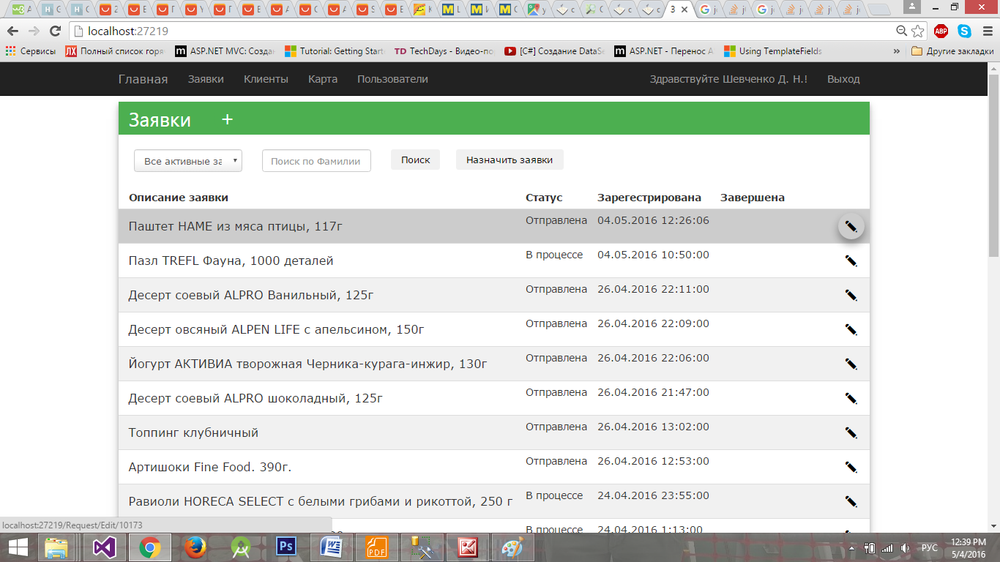 localhost:27219
Сервисы
Полный список горя
ASP.NET MVC: Созда
Tutorial: Getting Start
TechDays - Видео-по
[C#] Создание DataSe
ASP.NET - Перенос A
Using TemplateFields
»
Другие закладки
Главная Заявки Клиенты Карта Пользователи Здравствуйте Шевченко Д. Н.! Выход
Заявки +
Все активные за Поиск по Фамилии Поиск Назначить заявки
Описание заявки Статус Зарегестрирована Завершена
Паштет HAME из мяса птицы, 117г Отправлена 04.05.2016 12:26:06
Пазл TREFL Фауна, 1000 деталей В процессе 04.05.2016 10:50:00
Десерт соевый ALPRO Ванильный, 125г Отправлена 26.04.2016 22:11:00
Десерт овсяный ALPEN LIFE с апельсином, 150г Отправлена 26.04.2016 22:09:00
Йогурт АКТИВИА творожная Черника-курага-инжир, 130г Отправлена 26.04.2016 22:06:00
Десерт соевый ALPRO шоколадный, 125г Отправлена 26.04.2016 21:47:00
Топпинг клубничный Отправлена 26.04.2016 13:02:00
Артишоки Fine Food. 390г. Отправлена 26.04.2016 12:53:00
Равиоли HORECA SELECT с белыми грибами и рикоттой, 250 г В процессе 24.04.2016 23:55:00
В процессе 24.04.2016 1:13:00
localhost:27219/Request/Edit/10173
РУС
12:39 PM
5/4/2016